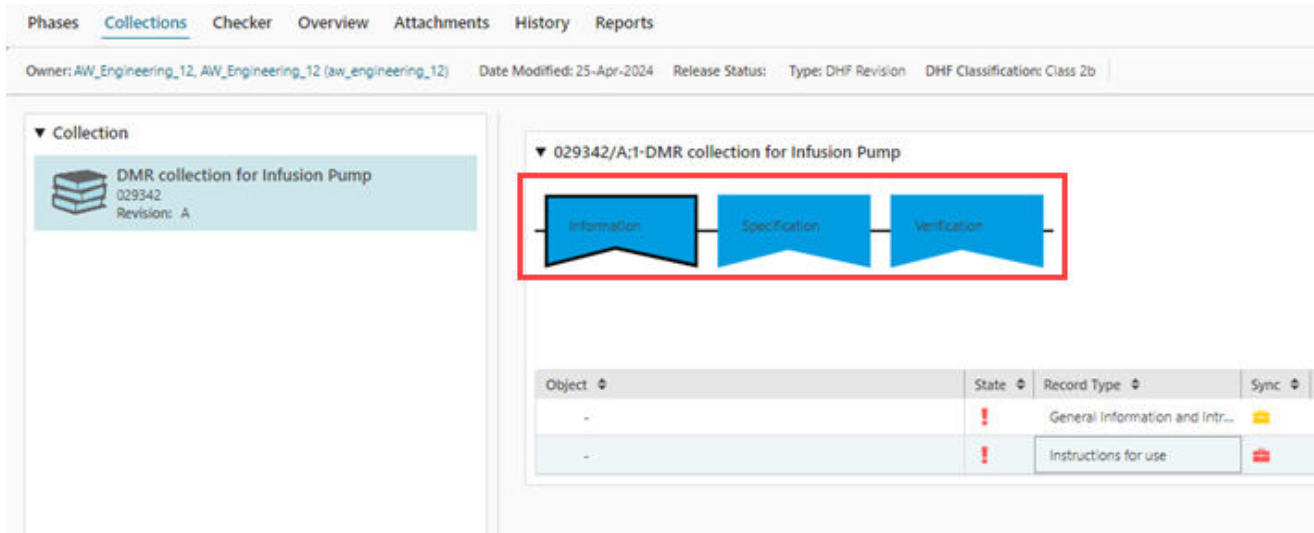 Phases Collections Checker Overview Attachments History Reports
Owner: AW_Engineering_12, AW_Engineering_12 (aw_engineering_12) Date Modified: 25-Apr-2024 Release Status: Type: DHF Revision DHF Classification: Class 2b
Collection
DMR collection for Infusion Pump
029342
Revision: A
029342/A;1-DMR collection for Infusion Pump
Information Specification Verification
Object State Record Type Sync
- General Information and Intr...
- Instructions for use